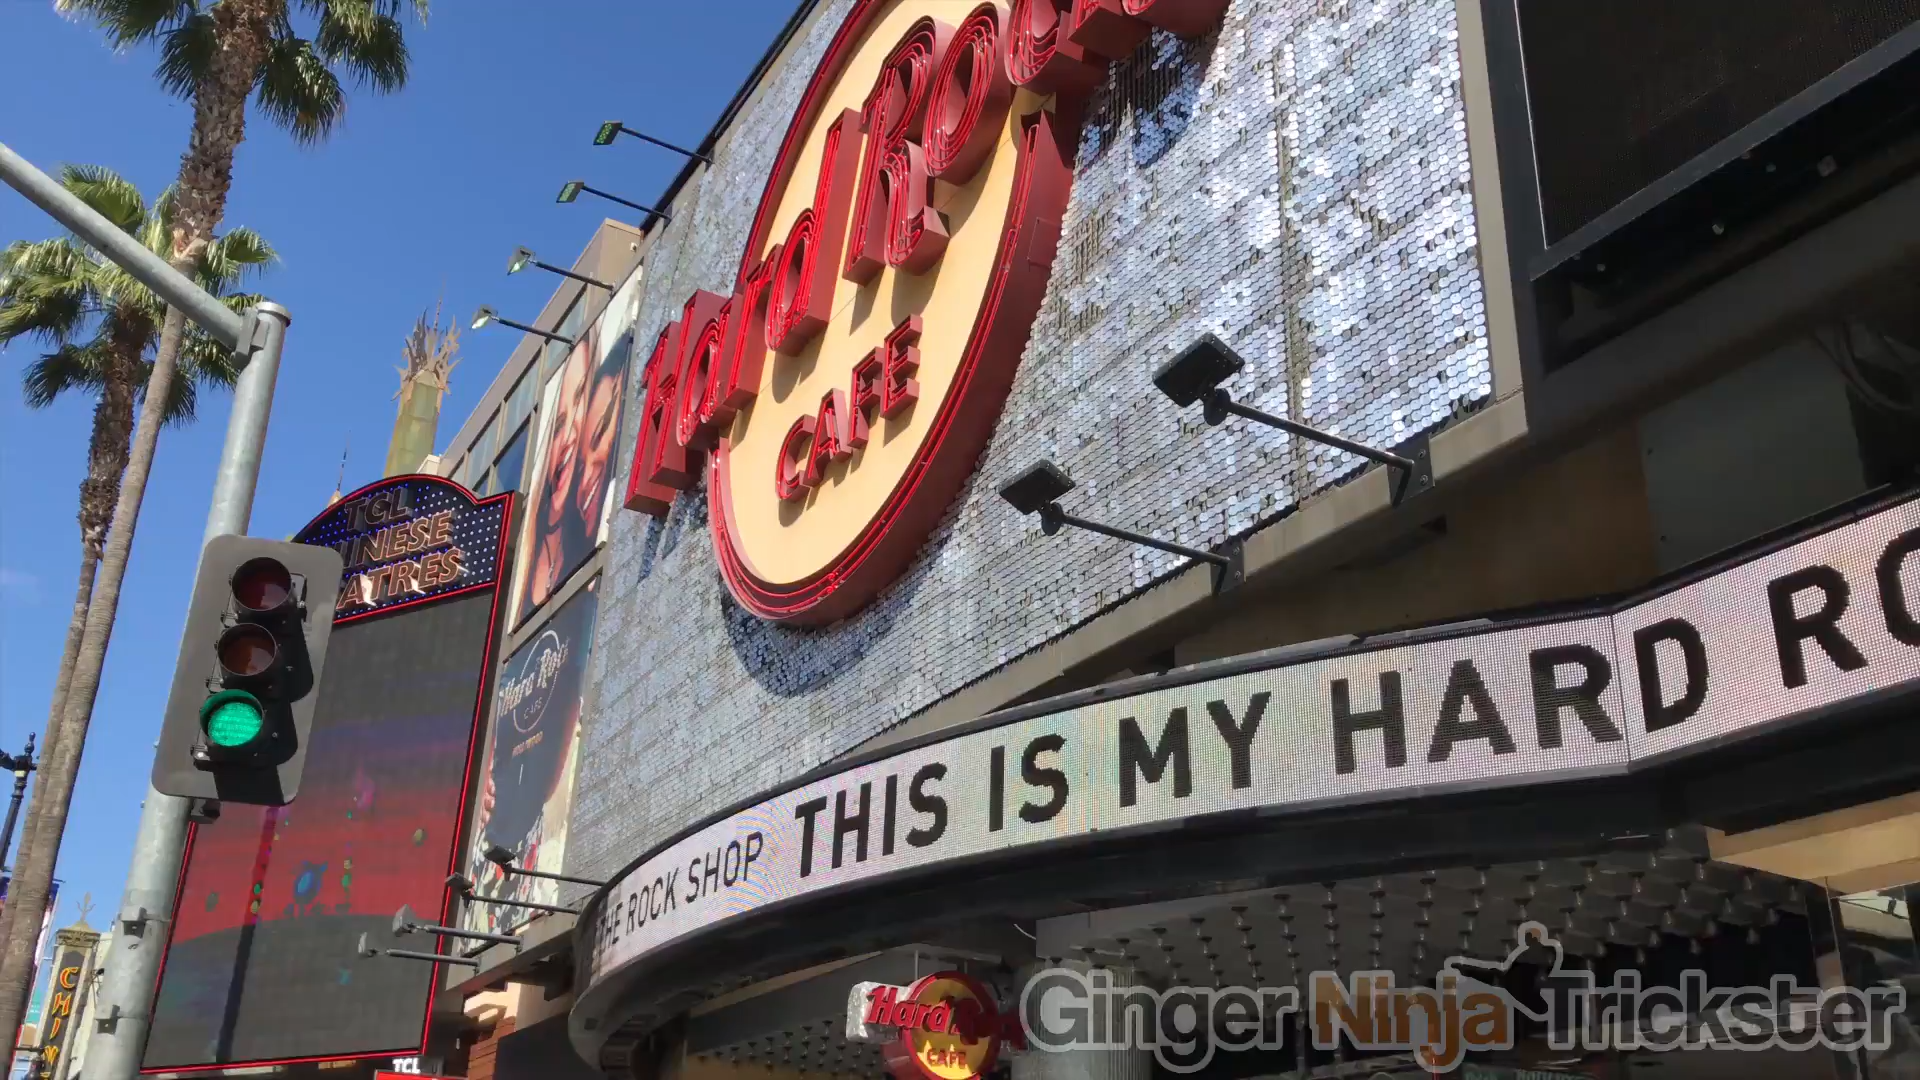 Hard Rock
CAFE
TCL
CHINESE
THEATRES
Hard Rock
CAFE
THE ROCK SHOP THIS IS MY HARD RO
Hard Rock
CAFE
CHI
TCL
Ginger Ninja Trickster